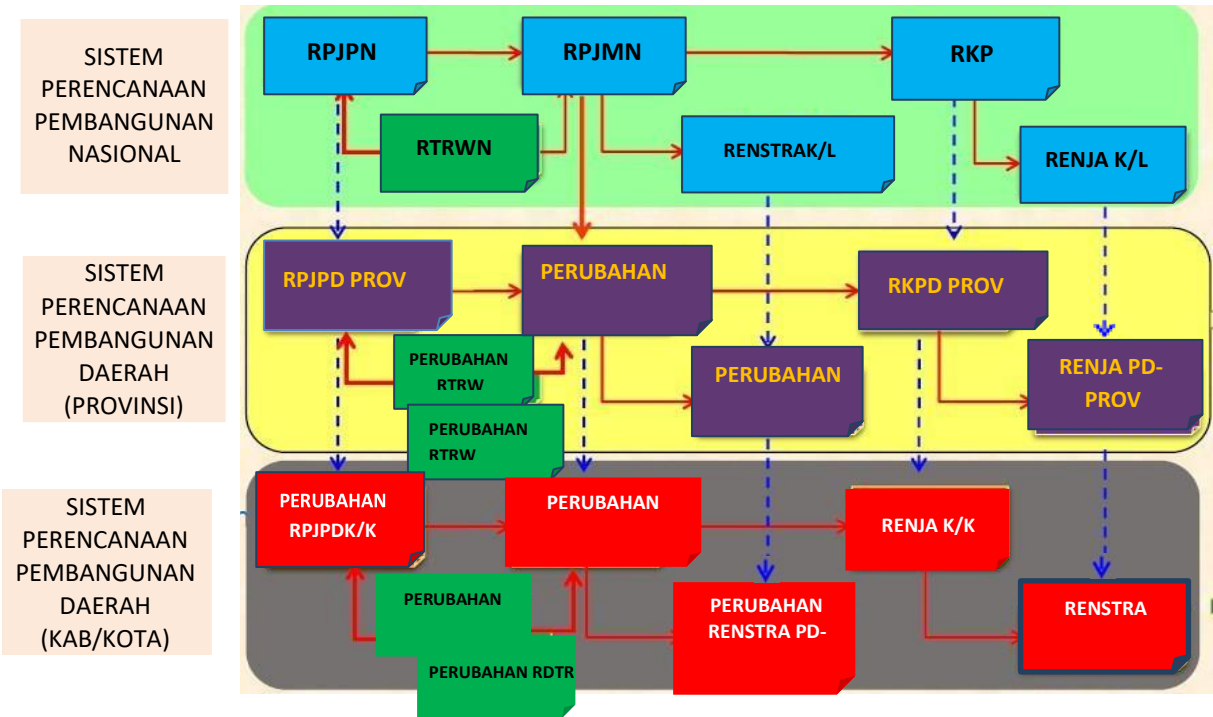 SISTEM
PERENCANAAN
PEMBANGUNAN
NASIONAL
RPJPN
RPJMN
RKP
RTRWN
RENSTRAK/L
RENJA K/L
SISTEM
PERENCANAAN
PEMBANGUNAN
DAERAH
(PROVINSI)
RPJPD PROV
PERUBAHAN
RKPD PROV
PERUBAHAN
RTRW
PERUBAHAN
RENJA PD-
PROV
PERUBAHAN
RTRW
SISTEM
PERENCANAAN
PEMBANGUNAN
DAERAH
(KAB/KOTA)
PERUBAHAN
RPJPDK/K
PERUBAHAN
RENJA K/K
PERUBAHAN
PERUBAHAN
RENSTRA PD-
RENSTRA
PERUBAHAN RDTR